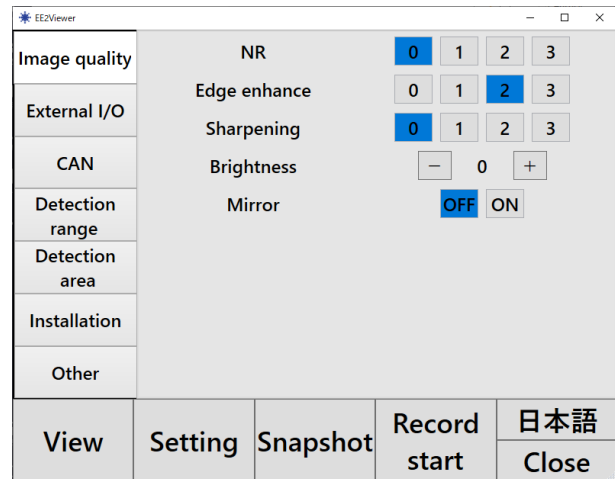 EE2Viewer
Image quality
External I/O
CAN
Detection
range
Detection
area
Installation
Other
NR 0 1 2 3
Edge enhance 0 1 2 3
Sharpening 0 1 2 3
Brightness − 0 +
Mirror OFF ON
View
Setting
Snapshot
Record
start
日本語
Close